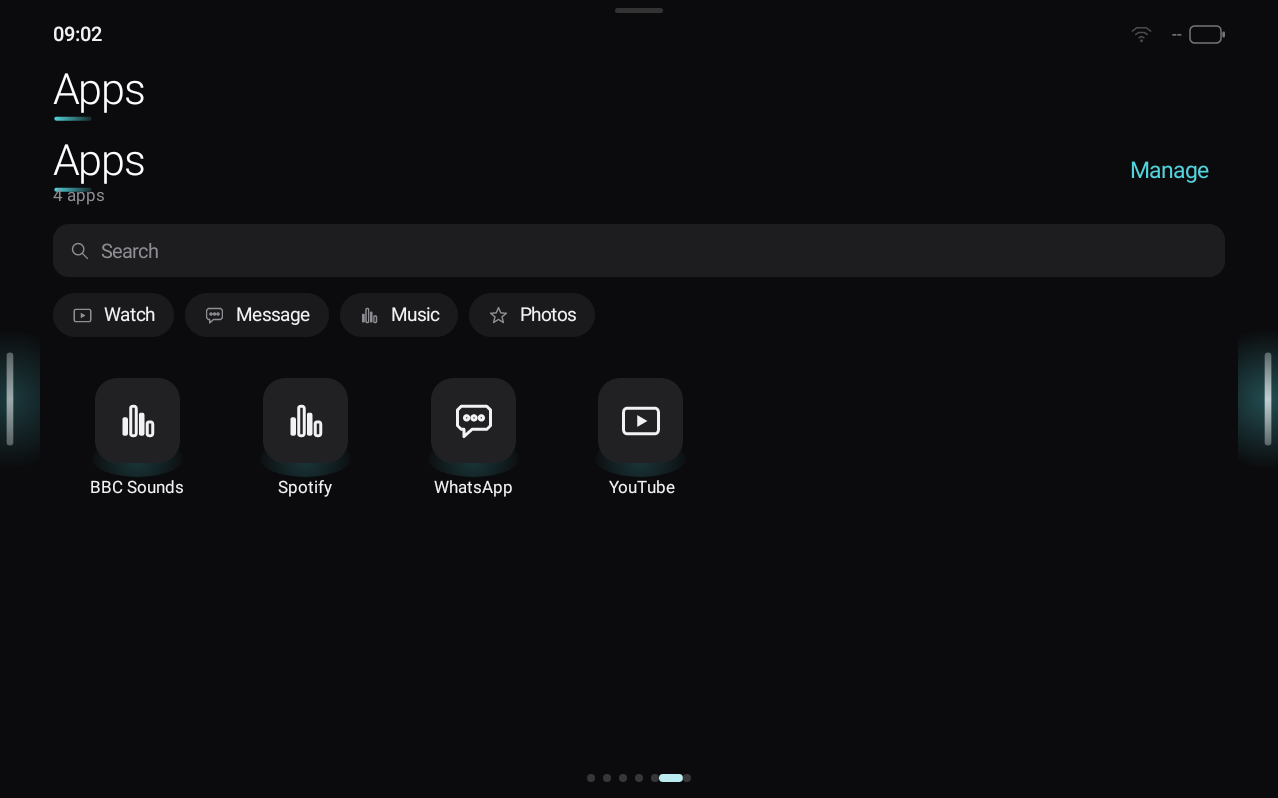 09:02
--
Apps
Apps
Manage
4 apps
Search
Watch
Message
Music
Photos
BBC Sounds
Spotify
WhatsApp
YouTube